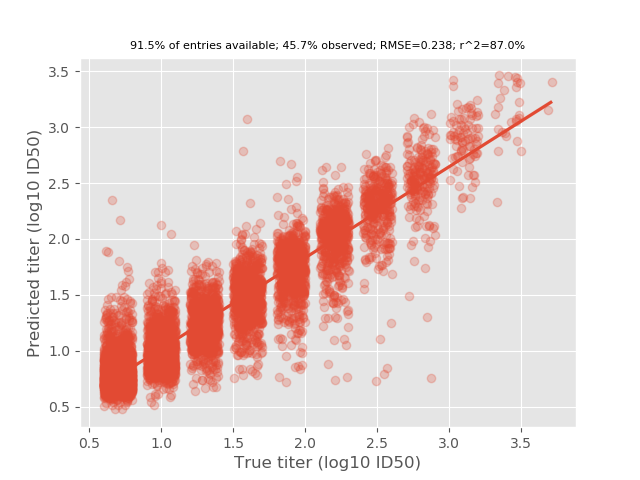 91.5% of entries available; 45.7% observed; RMSE=0.238; r^2=87.0%
Predicted titer (log10 ID50)
3.5
3.0
2.5
2.0
1.5
1.0
0.5
0.5 1.0 1.5 2.0 2.5 3.0 3.5
True titer (log10 ID50)